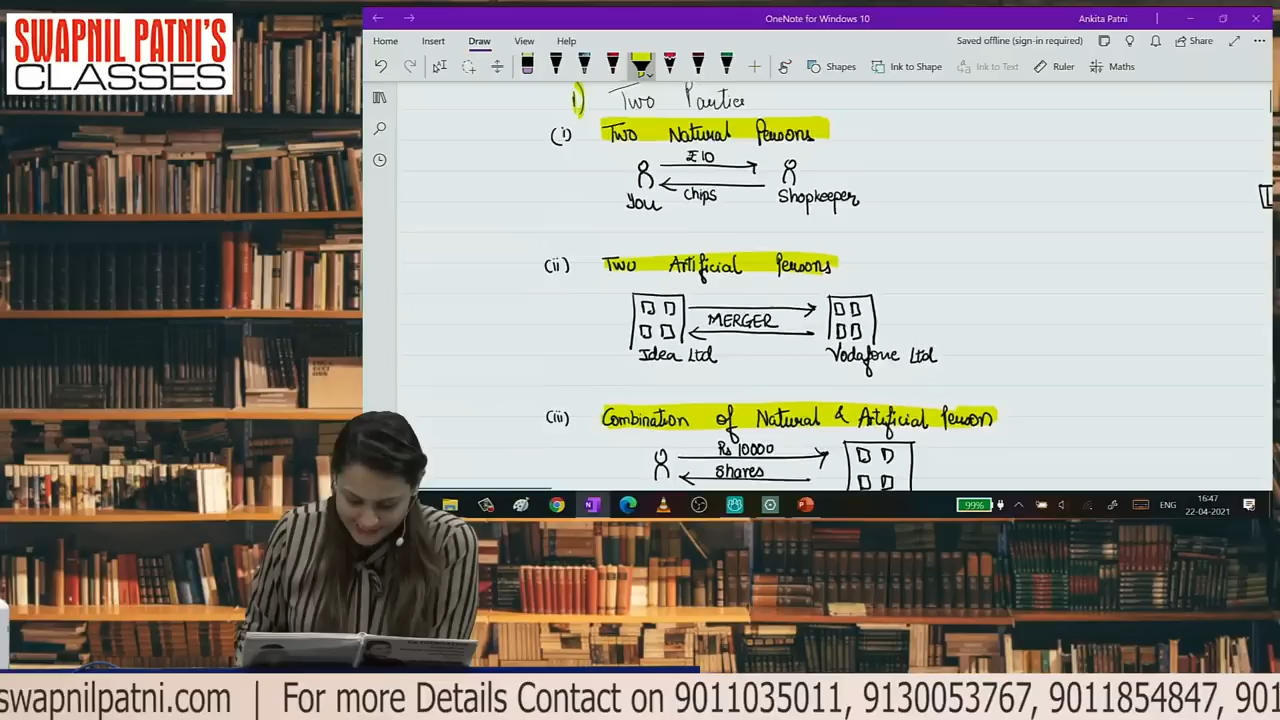 SWAPNIL PATNI'S
CLASSES
OneNote for Windows 10
Ankita Patni
Home Insert Draw View Help
Saved offline (sign-in required)
Share
Shapes
Ink to Shape
Ink to Text
Ruler
Maths
1) Two Parties
(i) Two Natural Persons
₹10
Chips
You
Shopkeeper
(ii) Two Artificial Persons
MERGER
Idea Ltd
Vodafone Ltd
(iii) Combination of Natural & Artificial Person
Rs 10000
Shares
99%
ENG
16:47
22-04-2021
swapnilpatni.com | For more Details Contact on 9011035011, 9130053767, 9011854847, 901